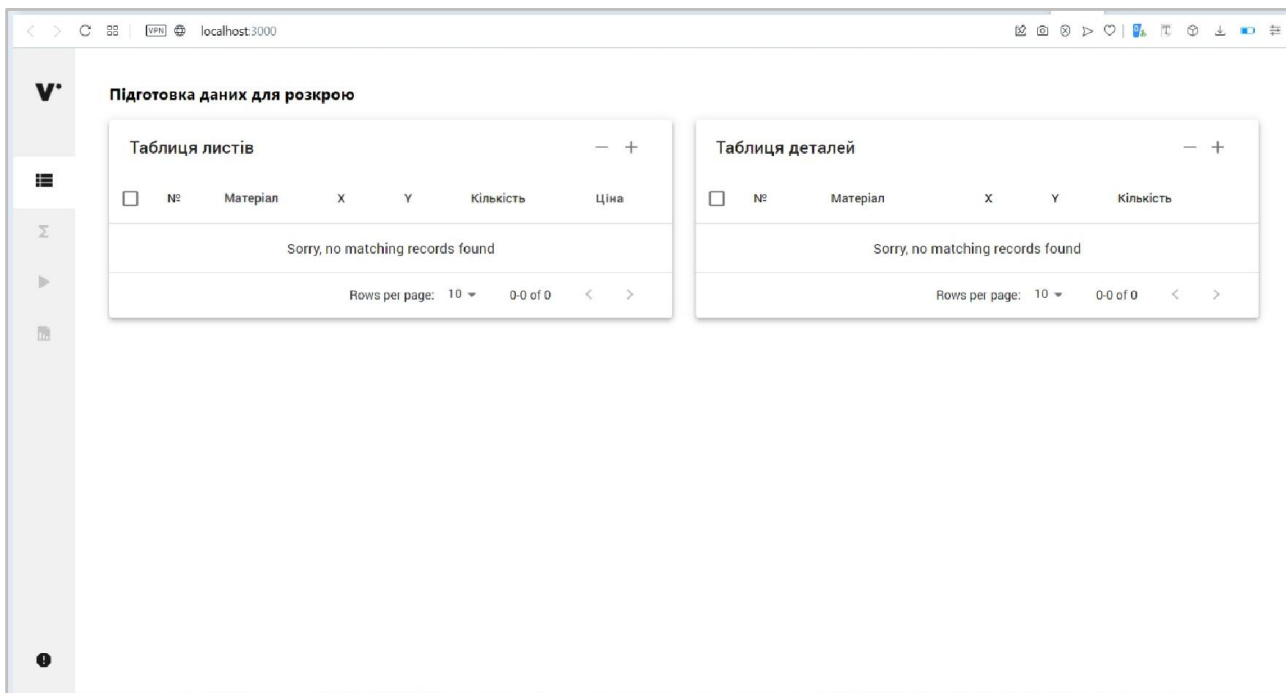 VPN localhost:3000
V
Підготовка даних для розкрою
Таблиця листів
№ Матеріал X Y Кількість Ціна
Sorry, no matching records found
Rows per page: 10 0-0 of 0
Таблиця деталей
№ Матеріал X Y Кількість
Sorry, no matching records found
Rows per page: 10 0-0 of 0